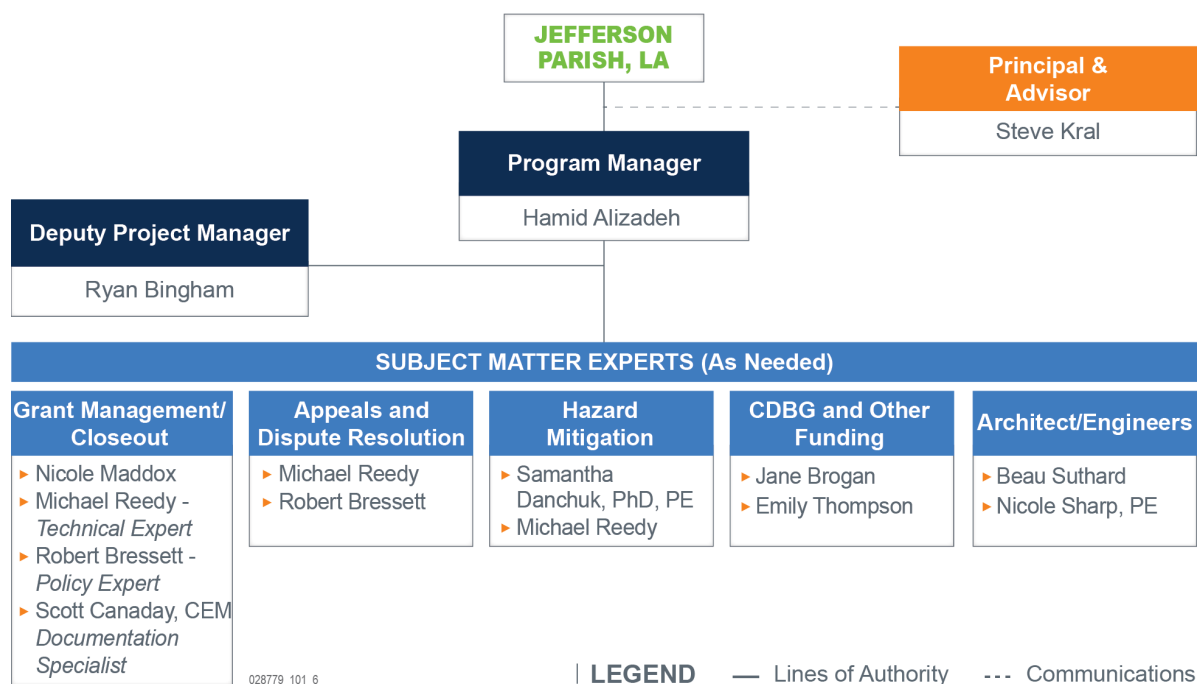 JEFFERSON
PARISH, LA
Principal &
Advisor
Steve Kral
Program Manager
Hamid Alizadeh
Deputy Project Manager
Ryan Bingham
SUBJECT MATTER EXPERTS (As Needed)
Grant Management/
Closeout
▸ Nicole Maddox
▸ Michael Reedy -
Technical Expert
▸ Robert Bressett -
Policy Expert
▸ Scott Canaday, CEM
Documentation
Specialist
Appeals and
Dispute Resolution
▸ Michael Reedy
▸ Robert Bressett
Hazard
Mitigation
▸ Samantha
Danchuk, PhD, PE
▸ Michael Reedy
CDBG and Other
Funding
▸ Jane Brogan
▸ Emily Thompson
Architect/Engineers
▸ Beau Suthard
▸ Nicole Sharp, PE
028779_101_6
LEGEND — Lines of Authority --- Communications